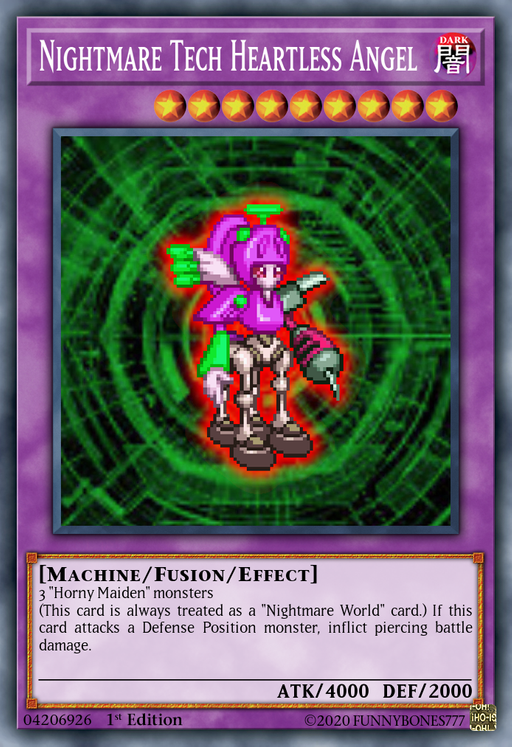 NIGHTMARE TECH HEARTLESS ANGEL
DARK
闇
[MACHINE/FUSION/EFFECT]
3 "Horny Maiden" monsters
(This card is always treated as a "Nightmare World" card.) If this
card attacks a Defense Position monster, inflict piercing battle
damage.
ATK/4000 DEF/2000
04206926 1st Edition ©2020 FUNNYBONES777